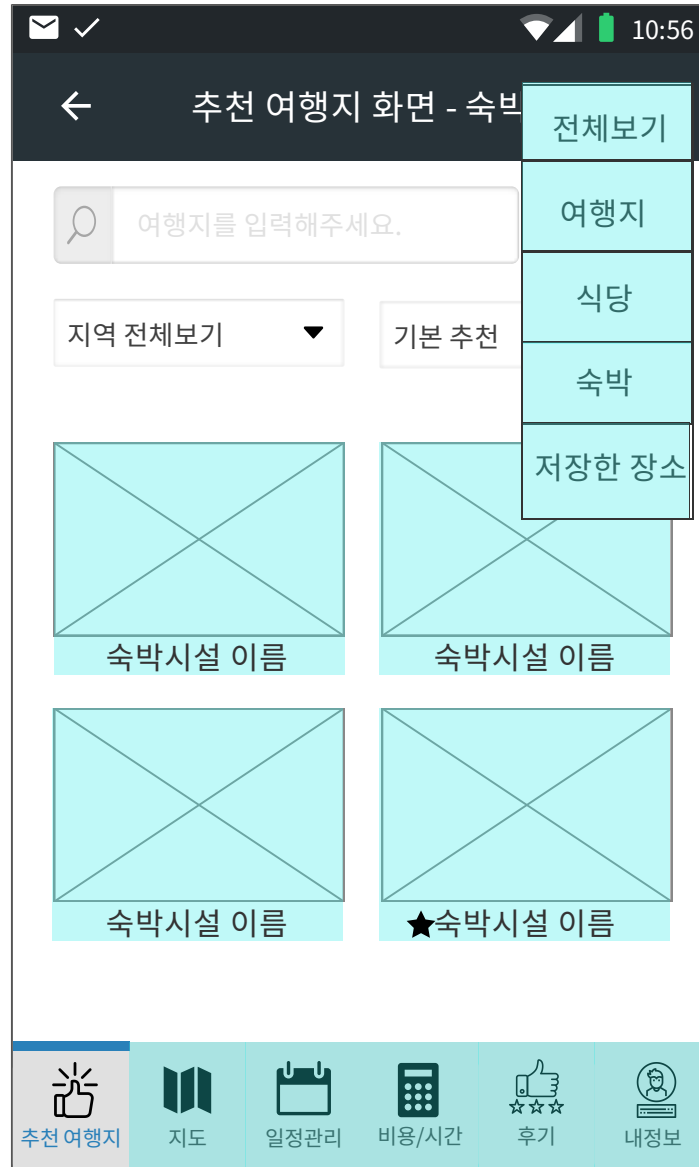 10:56
추천 여행지 화면 - 숙박
전체보기
여행지
식당
숙박
저장한 장소
여행지를 입력해주세요.
지역 전체보기
기본 추천
숙박시설 이름
숙박시설 이름
숙박시설 이름
숙박시설 이름
추천 여행지
지도
일정관리
비용/시간
후기
내정보